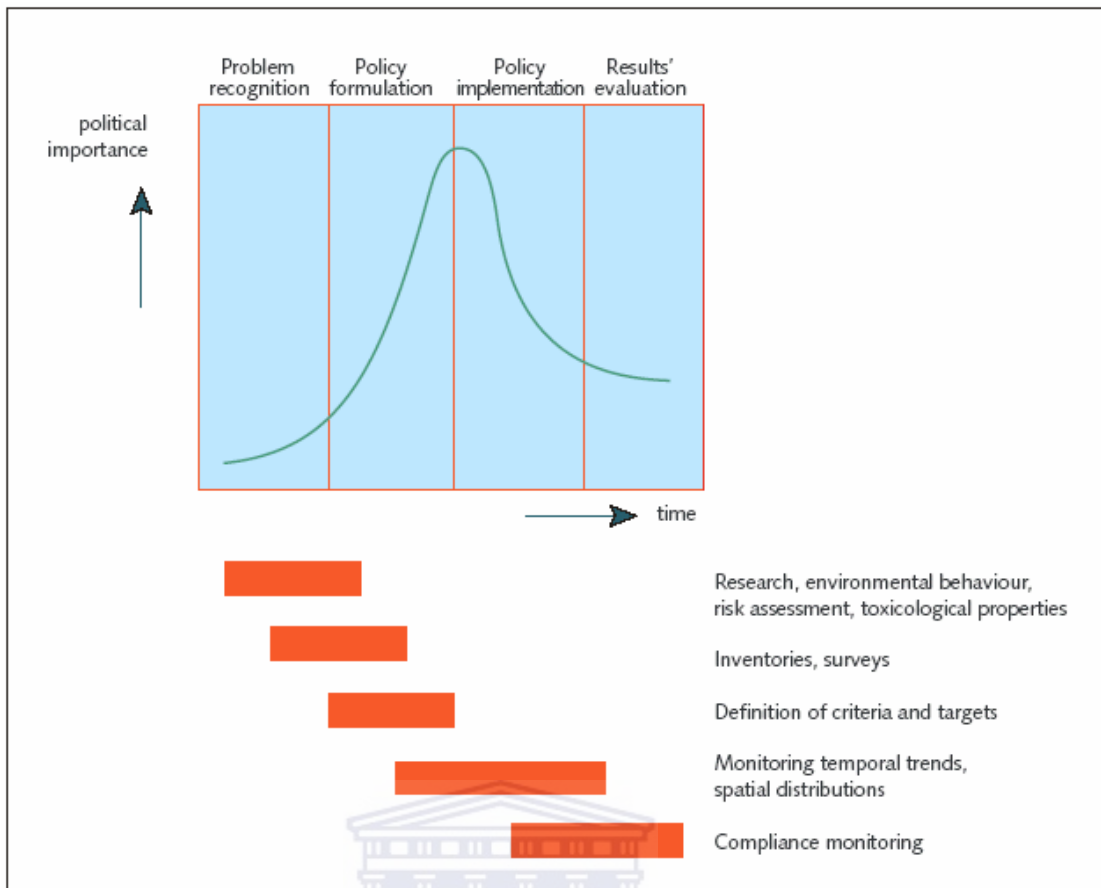 Problem
recognition
Policy
formulation
Policy
implementation
Results’
evaluation
political
importance
time
Research, environmental behaviour,
risk assessment, toxicological properties
Inventories, surveys
Definition of criteria and targets
Monitoring temporal trends,
spatial distributions
Compliance monitoring